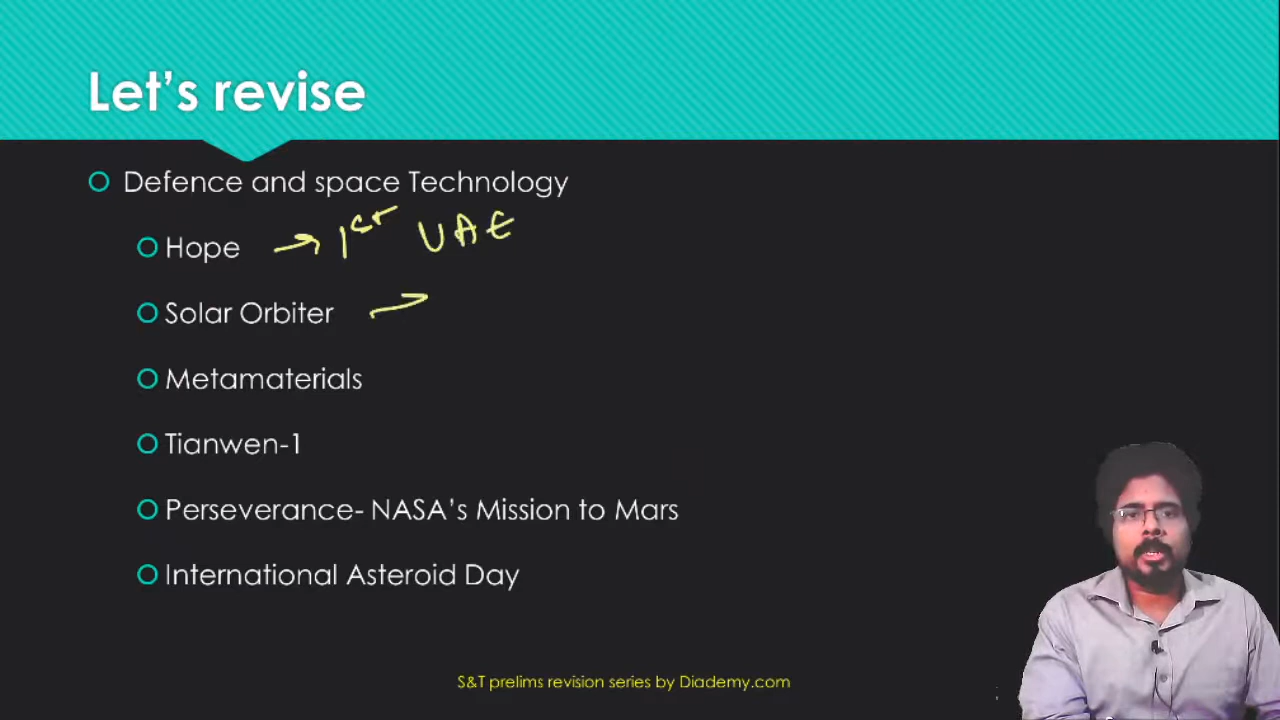 Let's revise
Defence and space Technology
Hope → 1st UAE
Solar Orbiter →
Metamaterials
Tianwen-1
Perseverance- NASA's Mission to Mars
International Asteroid Day
S&T prelims revision series by Diademy.com